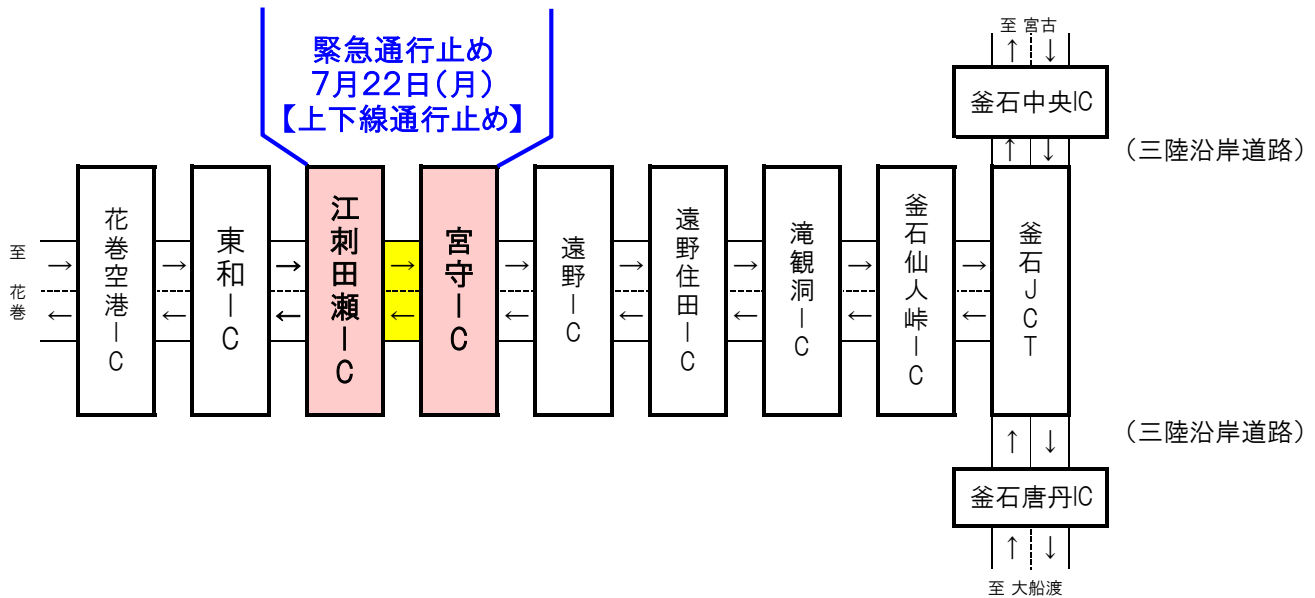 緊急通行止め
7月22日(月)
【上下線通行止め】
至 宮古
↑ ↓
釜石中央IC
↑ ↓
(三陸沿岸道路)
至 花巻
→
←
花巻空港IC
→
←
東和IC
→
←
江刺田瀬IC
→
←
宮守IC
→
←
遠野IC
→
←
遠野住田IC
→
←
滝観洞IC
→
←
釜石仙人峠IC
→
←
釜石JCT
(三陸沿岸道路)
↑ ↓
釜石唐丹IC
↑ ↓
至 大船渡